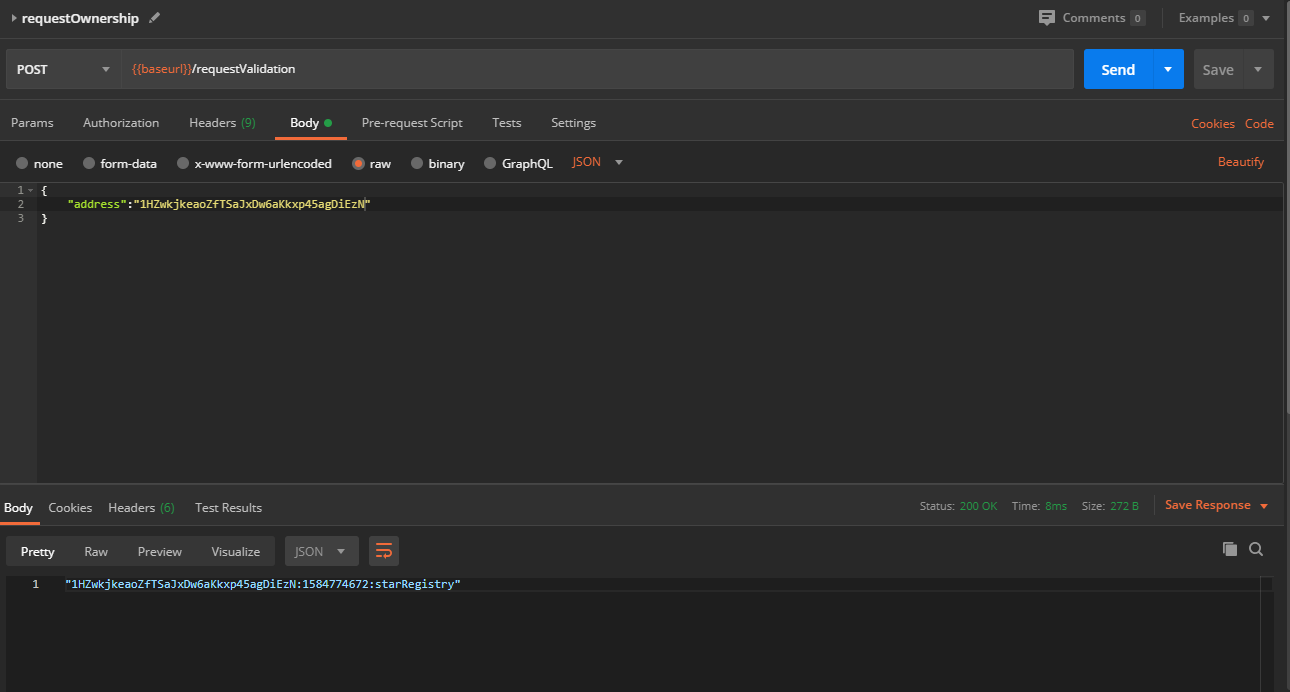 requestOwnership Comments 0 Examples 0
POST {{baseurl}}/requestValidation Send Save
Params Authorization Headers (9) Body Pre-request Script Tests Settings Cookies Code
none form-data x-www-form-urlencoded raw binary GraphQL JSON Beautify
1 {
2 "address":"1HZwkjkeaoZfTSaJxDw6aKkxp45agDiEzN"
3 }
Body Cookies Headers (6) Test Results Status: 200 OK Time: 8ms Size: 272 B Save Response
Pretty Raw Preview Visualize JSON
1 "1HZwkjkeaoZfTSaJxDw6aKkxp45agDiEzN:1584774672:starRegistry"